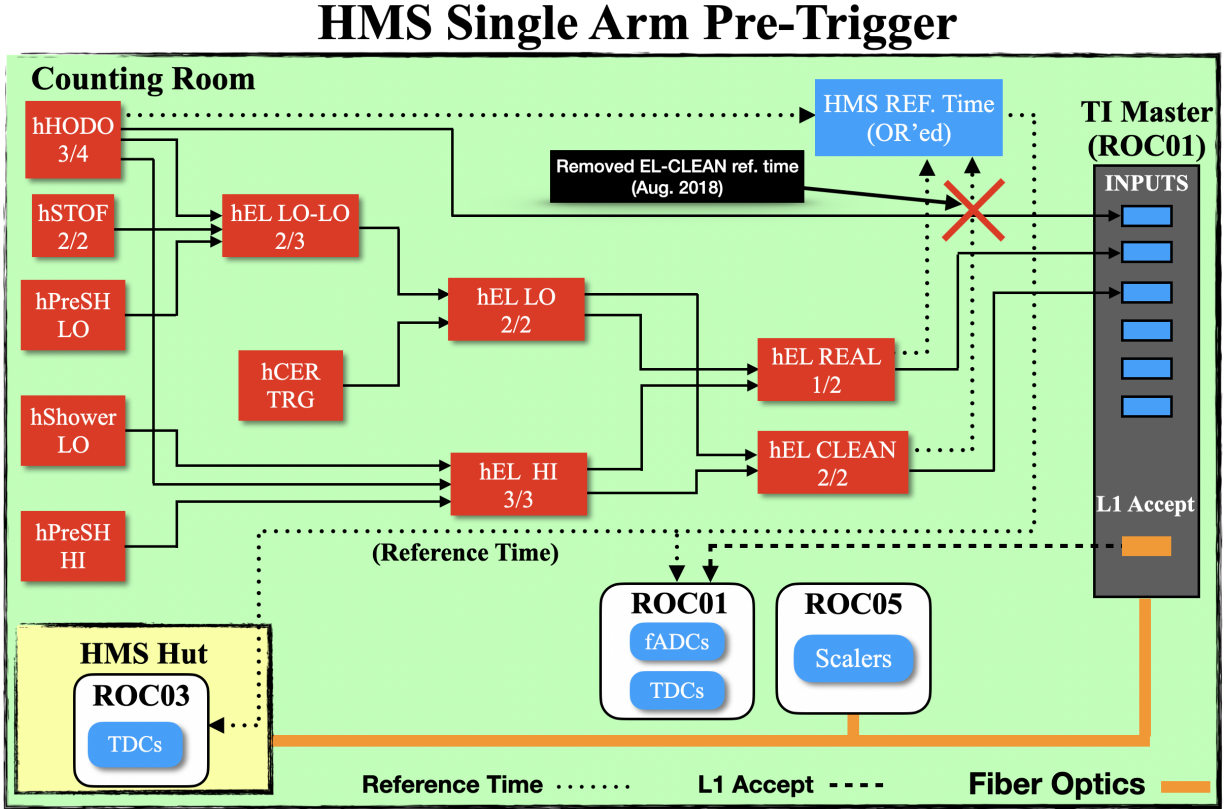 HMS Single Arm Pre-Trigger
Counting Room
hHODO
3/4
HMS REF. Time
(OR'ed)
TI Master
(ROC01)
Removed EL-CLEAN ref. time
(Aug. 2018)
INPUTS
hSTOF
2/2
hEL LO-LO
2/3
hPreSH
LO
hEL LO
2/2
hCER
TRG
hEL REAL
1/2
hShower
LO
hEL CLEAN
2/2
hEL HI
3/3
L1 Accept
hPreSH
HI
(Reference Time)
ROC01
fADCs
TDCs
ROC05
Scalers
HMS Hut
ROC03
TDCs
Reference Time
L1 Accept
Fiber Optics